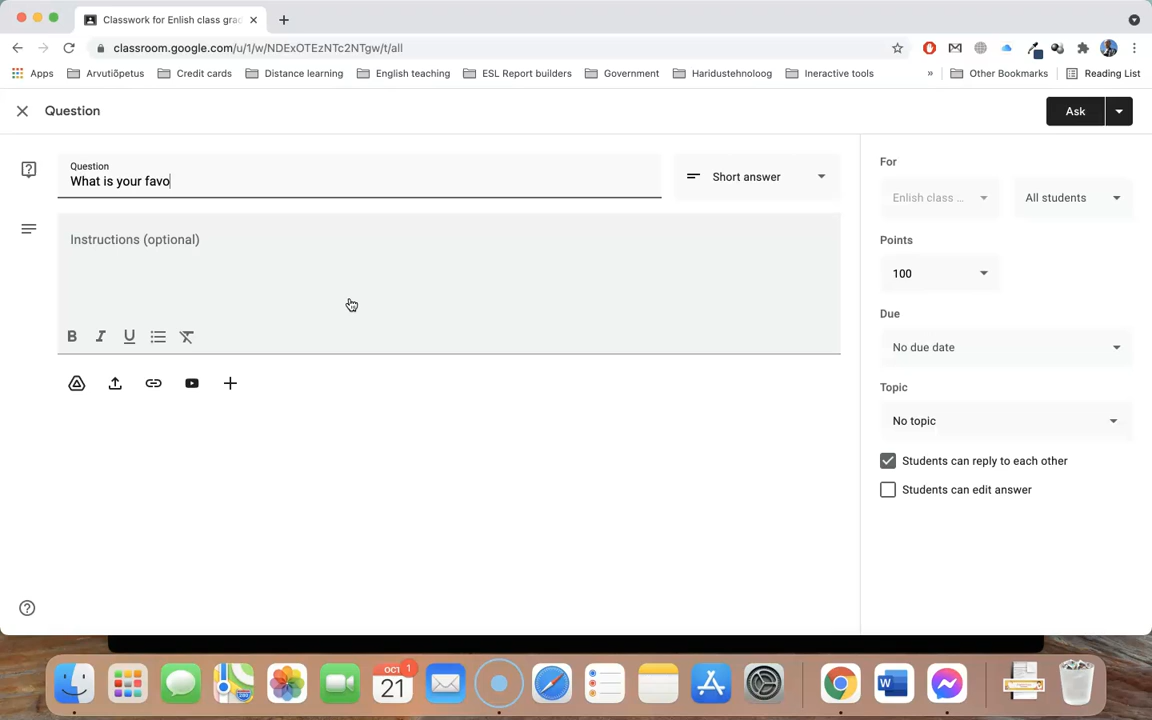 Classwork for Enlish class grad
classroom.google.com/u/1/w/NDExOTEzNTc2NTgw/t/all
Apps
Arvutiõpetus
Credit cards
Distance learning
English teaching
ESL Report builders
Government
Haridustehnoloog
Ineractive tools
»
Other Bookmarks
Reading List
Question
Ask
Question
What is your favo
Short answer
Instructions (optional)
B I U
For
Enlish class ...
All students
Points
100
Due
No due date
Topic
No topic
Students can reply to each other
Students can edit answer
OCT
21
1